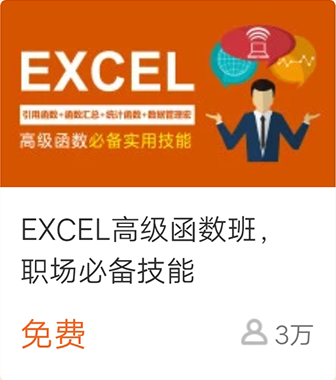 EXCEL
引用函数+函数汇总+统计函数+数据管理密
高级函数必备实用技能
EXCEL高级函数班，
职场必备技能
免费
3万